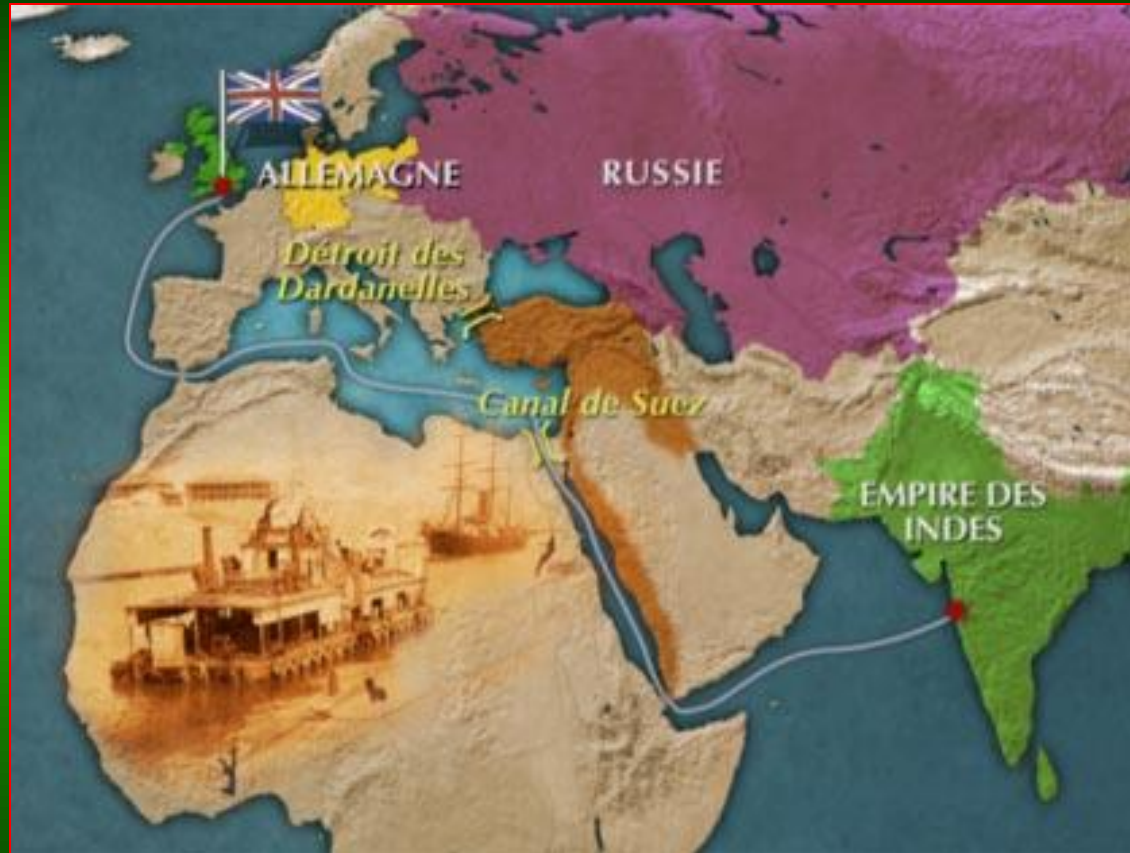 ALLEMAGNE
RUSSIE
Détroit des
Dardanelles
Canal de Suez
EMPIRE DES
INDES